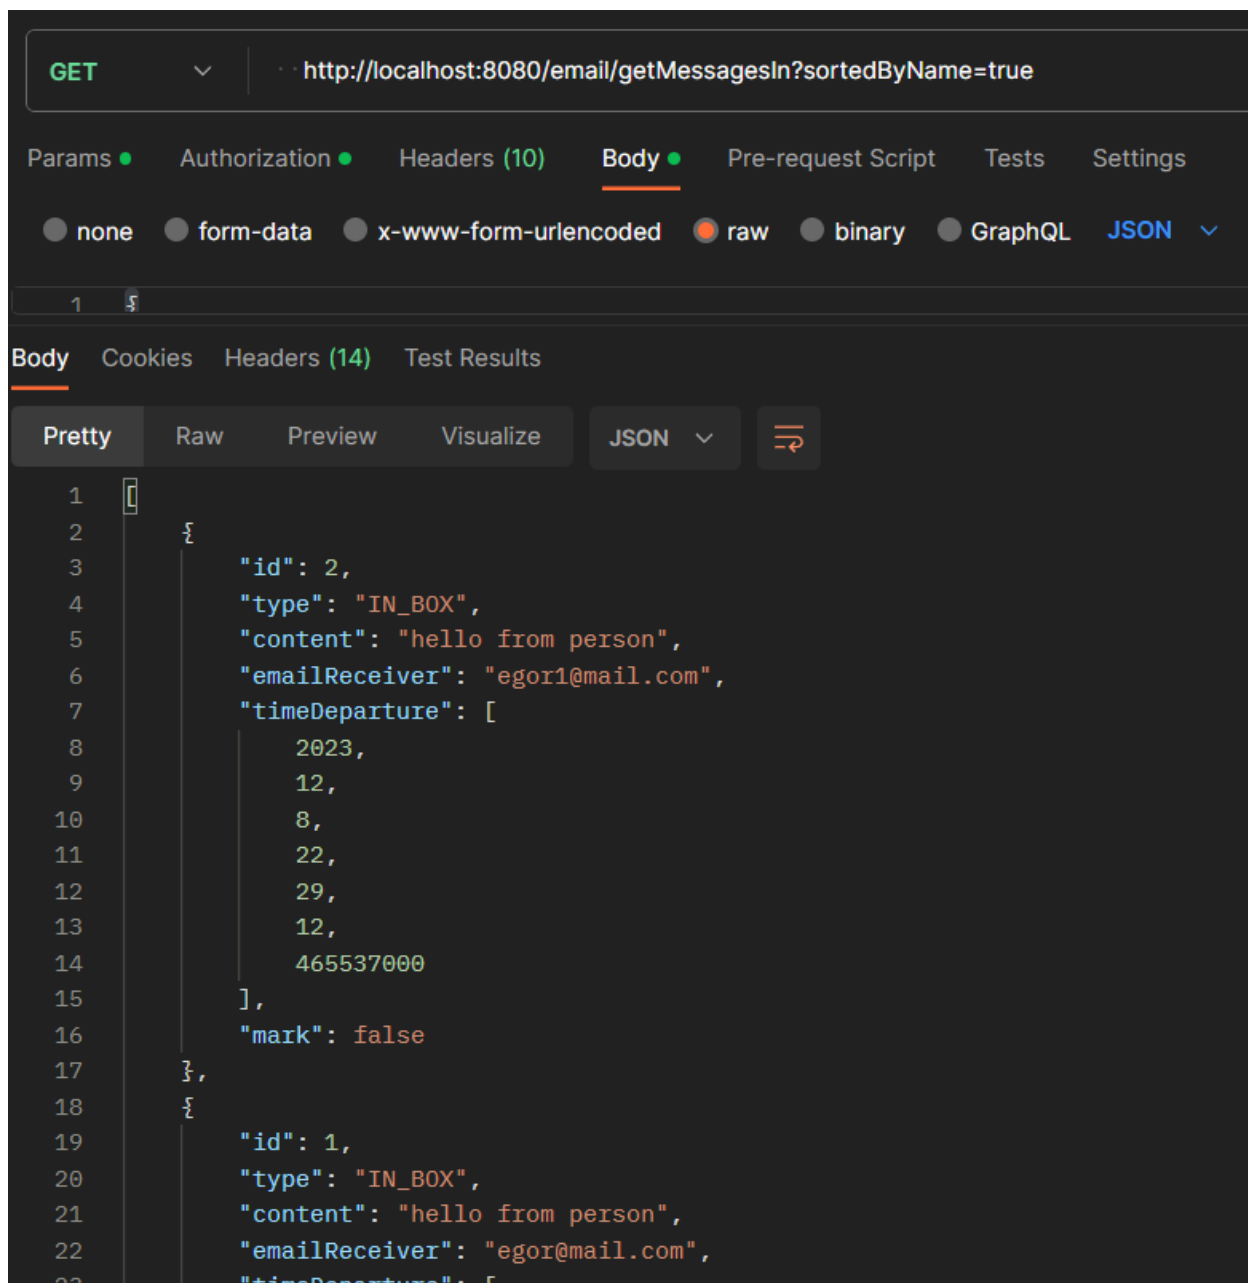 GET http://localhost:8080/email/getMessagesIn?sortedByName=true
Params Authorization Headers (10) Body Pre-request Script Tests Settings
none form-data x-www-form-urlencoded raw binary GraphQL JSON
1 {
Body Cookies Headers (14) Test Results
Pretty Raw Preview Visualize JSON
1 [
2 {
3 "id": 2,
4 "type": "IN_BOX",
5 "content": "hello from person",
6 "emailReceiver": "egor1@mail.com",
7 "timeDeparture": [
8 2023,
9 12,
10 8,
11 22,
12 29,
13 12,
14 465537000
15 ],
16 "mark": false
17 },
18 {
19 "id": 1,
20 "type": "IN_BOX",
21 "content": "hello from person",
22 "emailReceiver": "egor@mail.com",
23 "timeDeparture": [